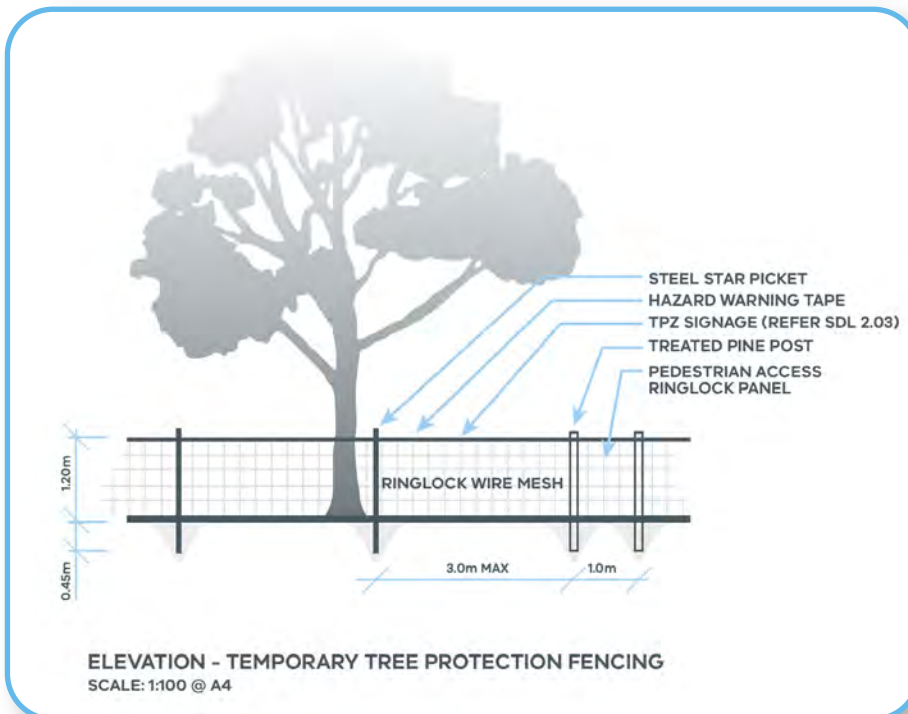 STEEL STAR PICKET
HAZARD WARNING TAPE
TPZ SIGNAGE (REFER SDL 2.03)
TREATED PINE POST
PEDESTRIAN ACCESS
RINGLOCK PANEL
1.20m
RINGLOCK WIRE MESH
0.45m
3.0m MAX
1.0m
ELEVATION - TEMPORARY TREE PROTECTION FENCING
SCALE: 1:100 @ A4